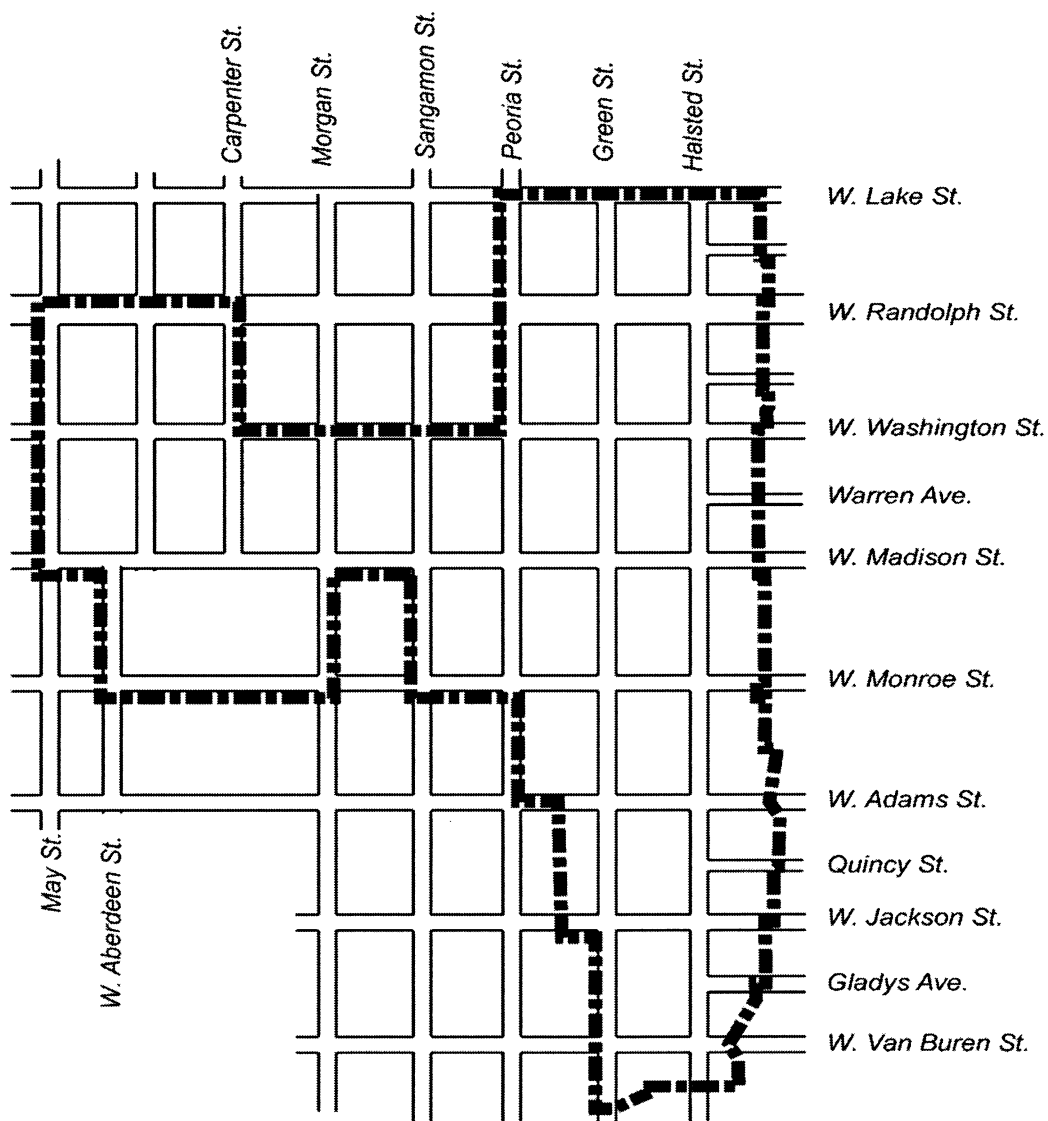 Carpenter St.
Morgan St.
Sangamon St.
Peoria St.
Green St.
Halsted St.
W. Lake St.
W. Randolph St.
W. Washington St.
Warren Ave.
W. Madison St.
W. Monroe St.
W. Adams St.
Quincy St.
W. Jackson St.
Gladys Ave.
W. Van Buren St.
May St.
W. Aberdeen St.